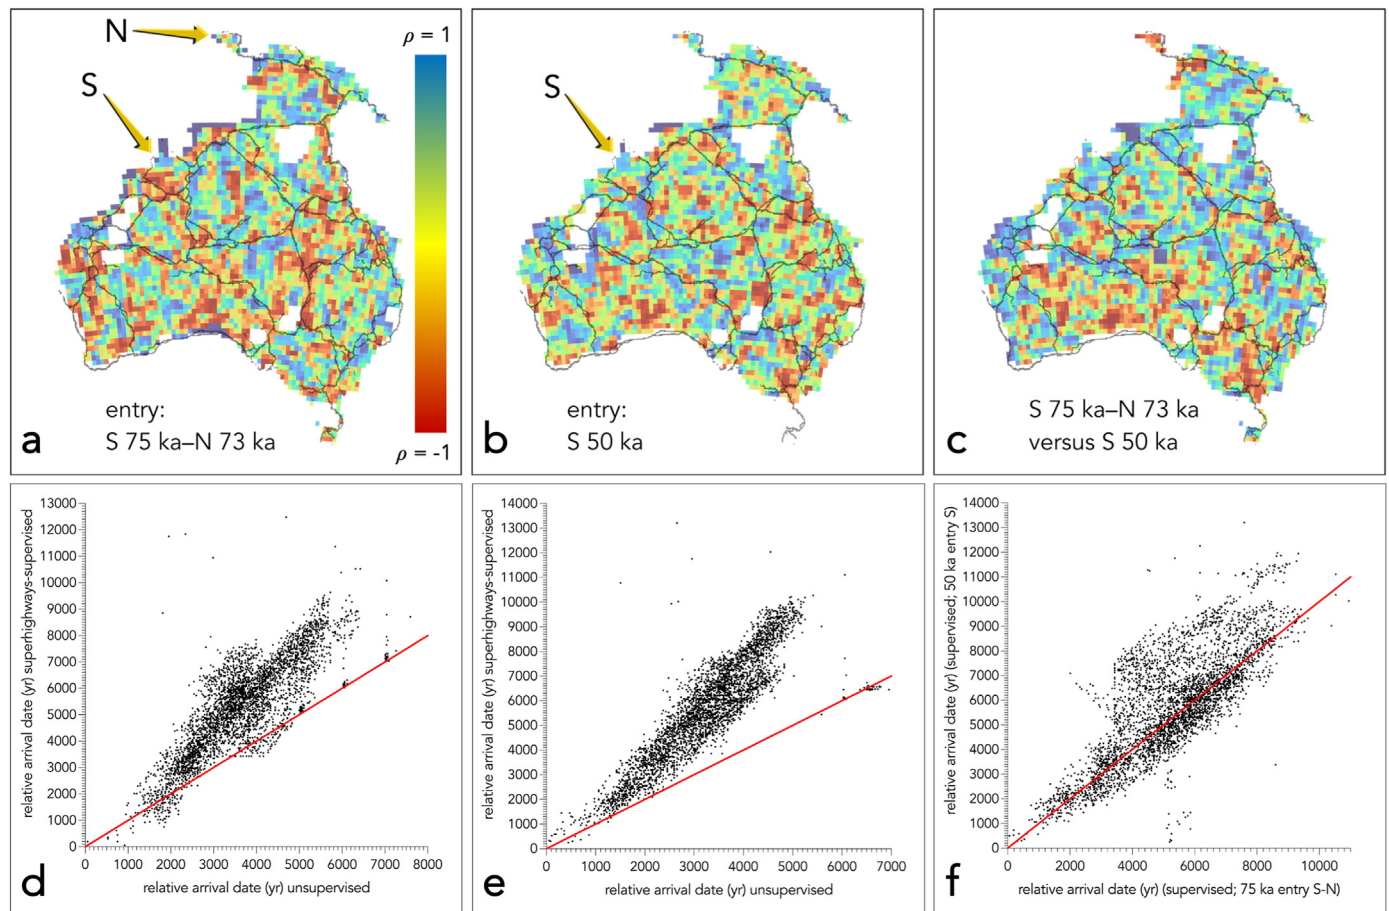 N
S
ρ = 1
ρ = -1
entry:
S 75 ka–N 73 ka
a
S
entry:
S 50 ka
b
S 75 ka–N 73 ka
versus S 50 ka
c
relative arrival date (yr) superhighways-supervised
13000
12000
11000
10000
9000
8000
7000
6000
5000
4000
3000
2000
1000
0
0 1000 2000 3000 4000 5000 6000 7000 8000
relative arrival date (yr) unsupervised
d
relative arrival date (yr) superhighways-supervised
14000
13000
12000
11000
10000
9000
8000
7000
6000
5000
4000
3000
2000
1000
0
0 1000 2000 3000 4000 5000 6000 7000
relative arrival date (yr) unsupervised
e
relative arrival date (yr) (supervised; 50 ka entry S)
14000
13000
12000
11000
10000
9000
8000
7000
6000
5000
4000
3000
2000
1000
0
0 2000 4000 6000 8000 10000
relative arrival date (yr) (supervised; 75 ka entry S-N)
f